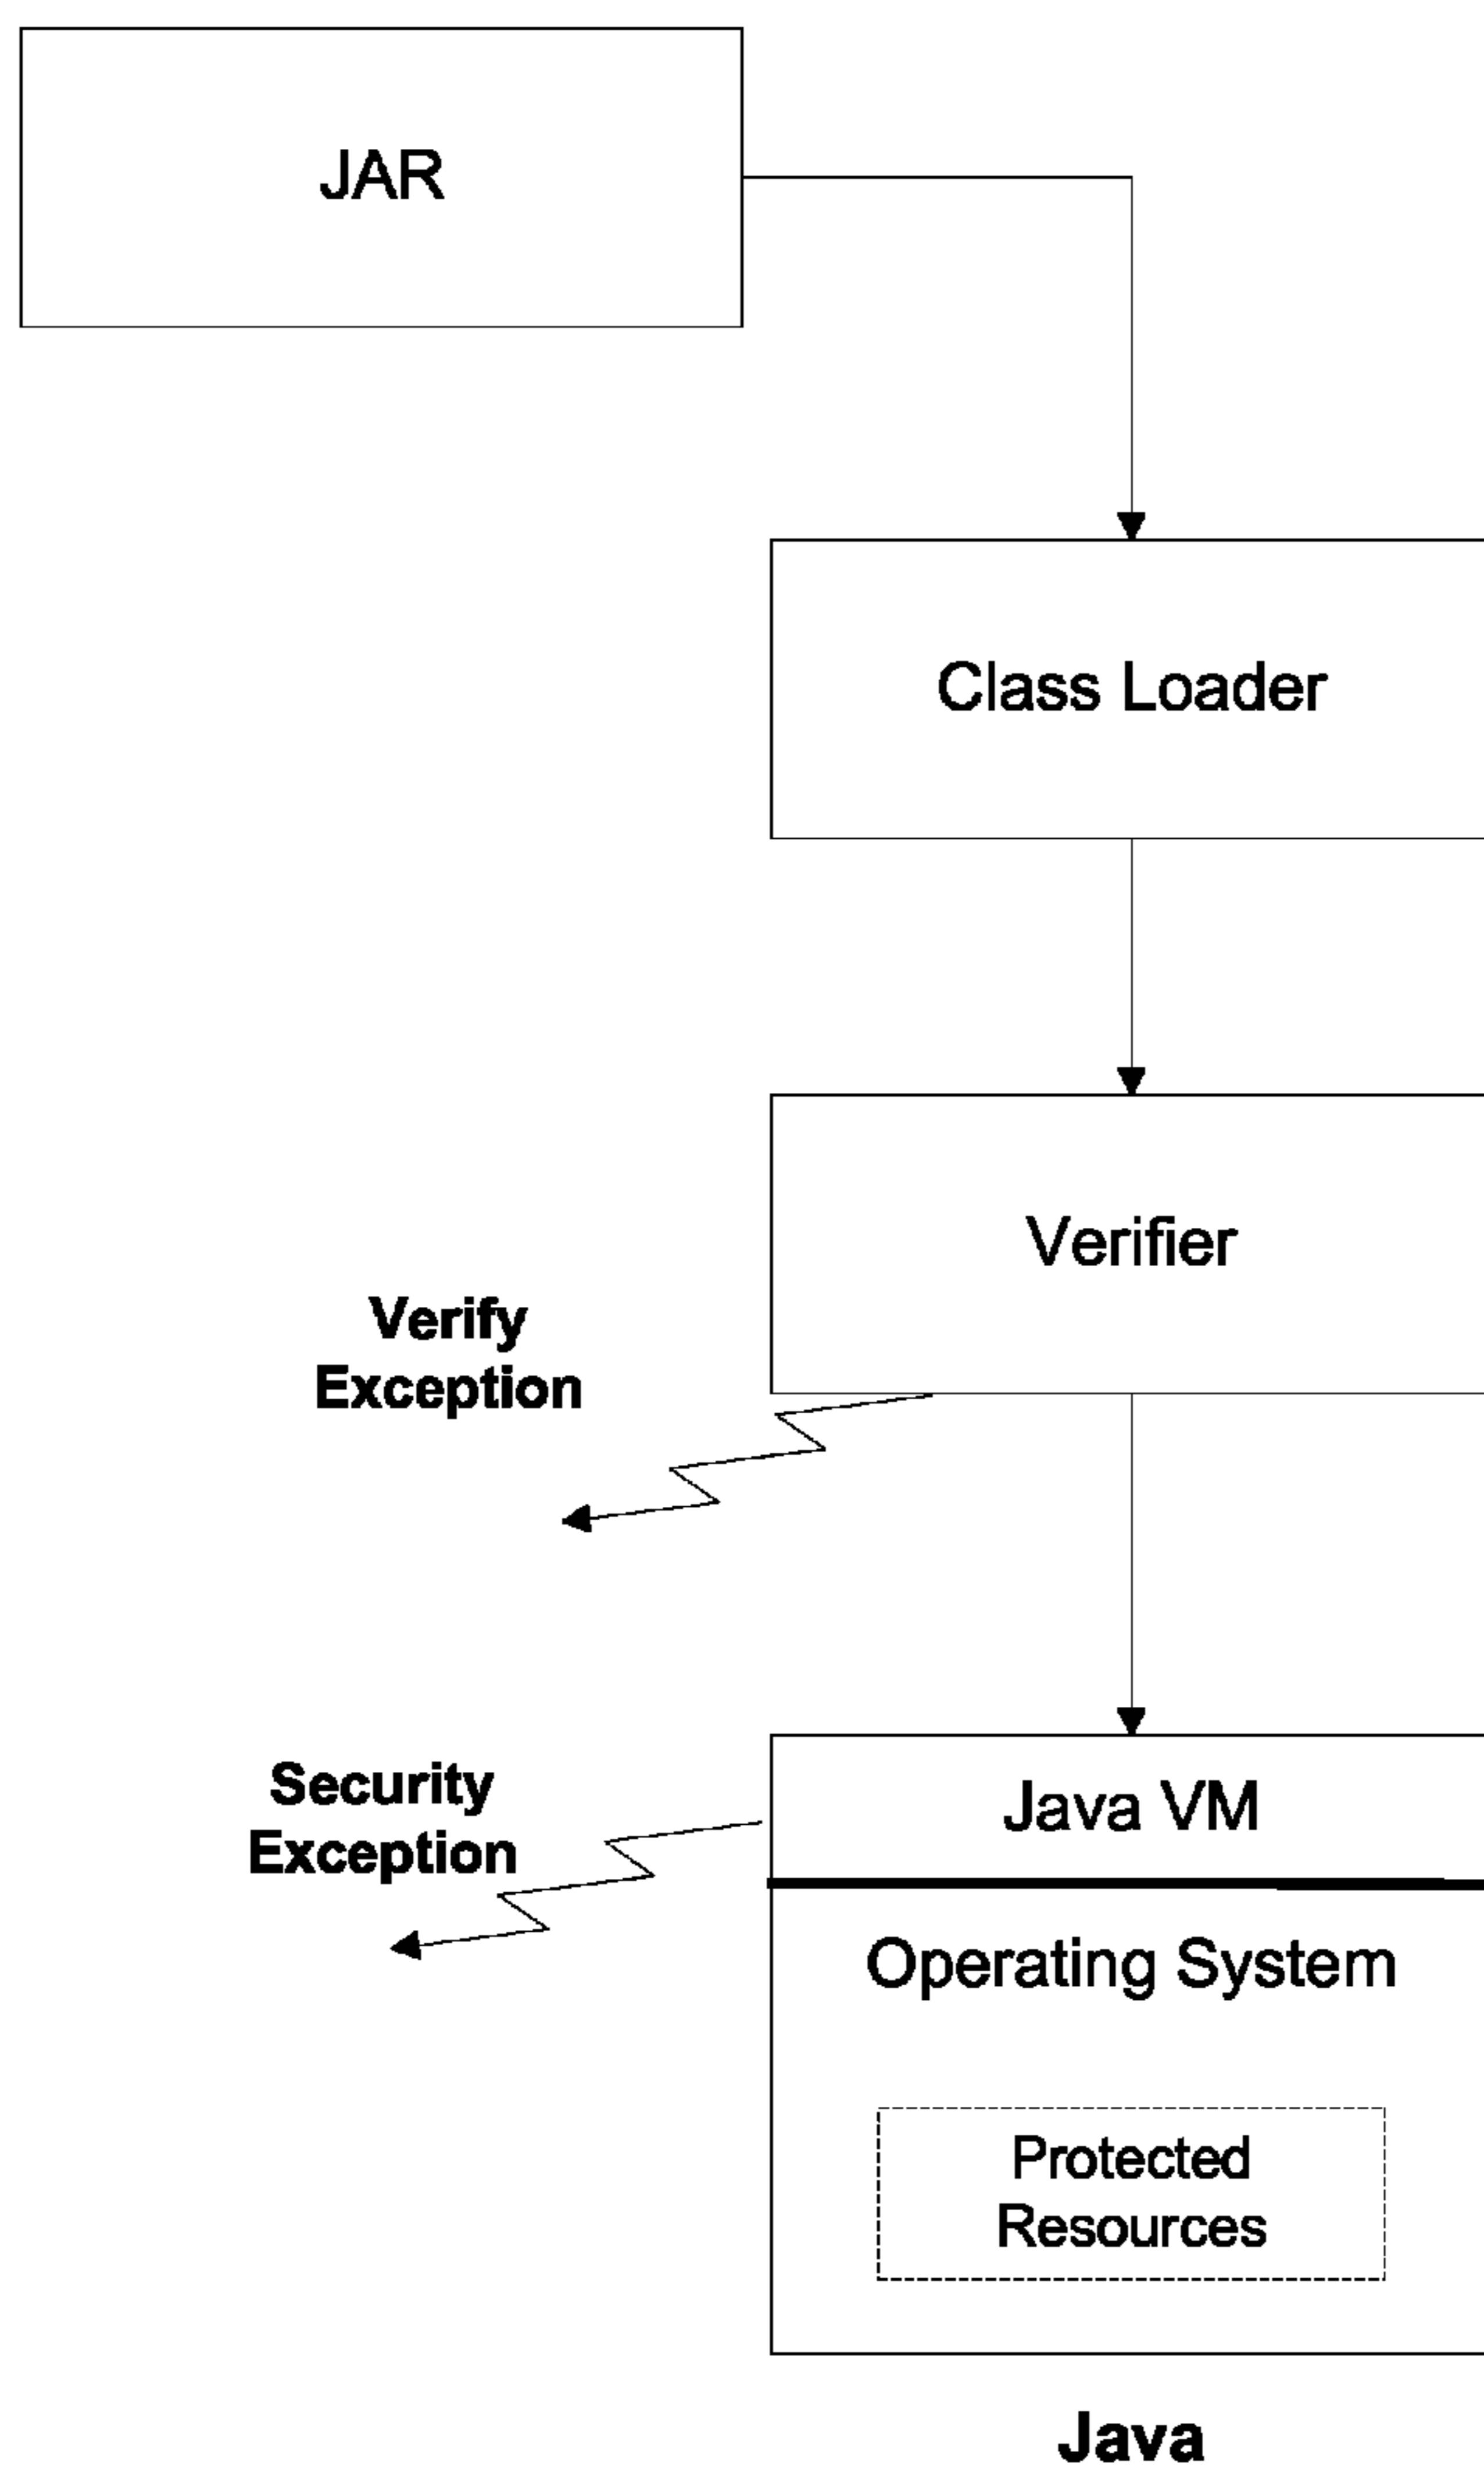 JAR
Class Loader
Verifier
Verify
Exception
Security
Exception
Java VM
Operating System
Protected
Resources
Java